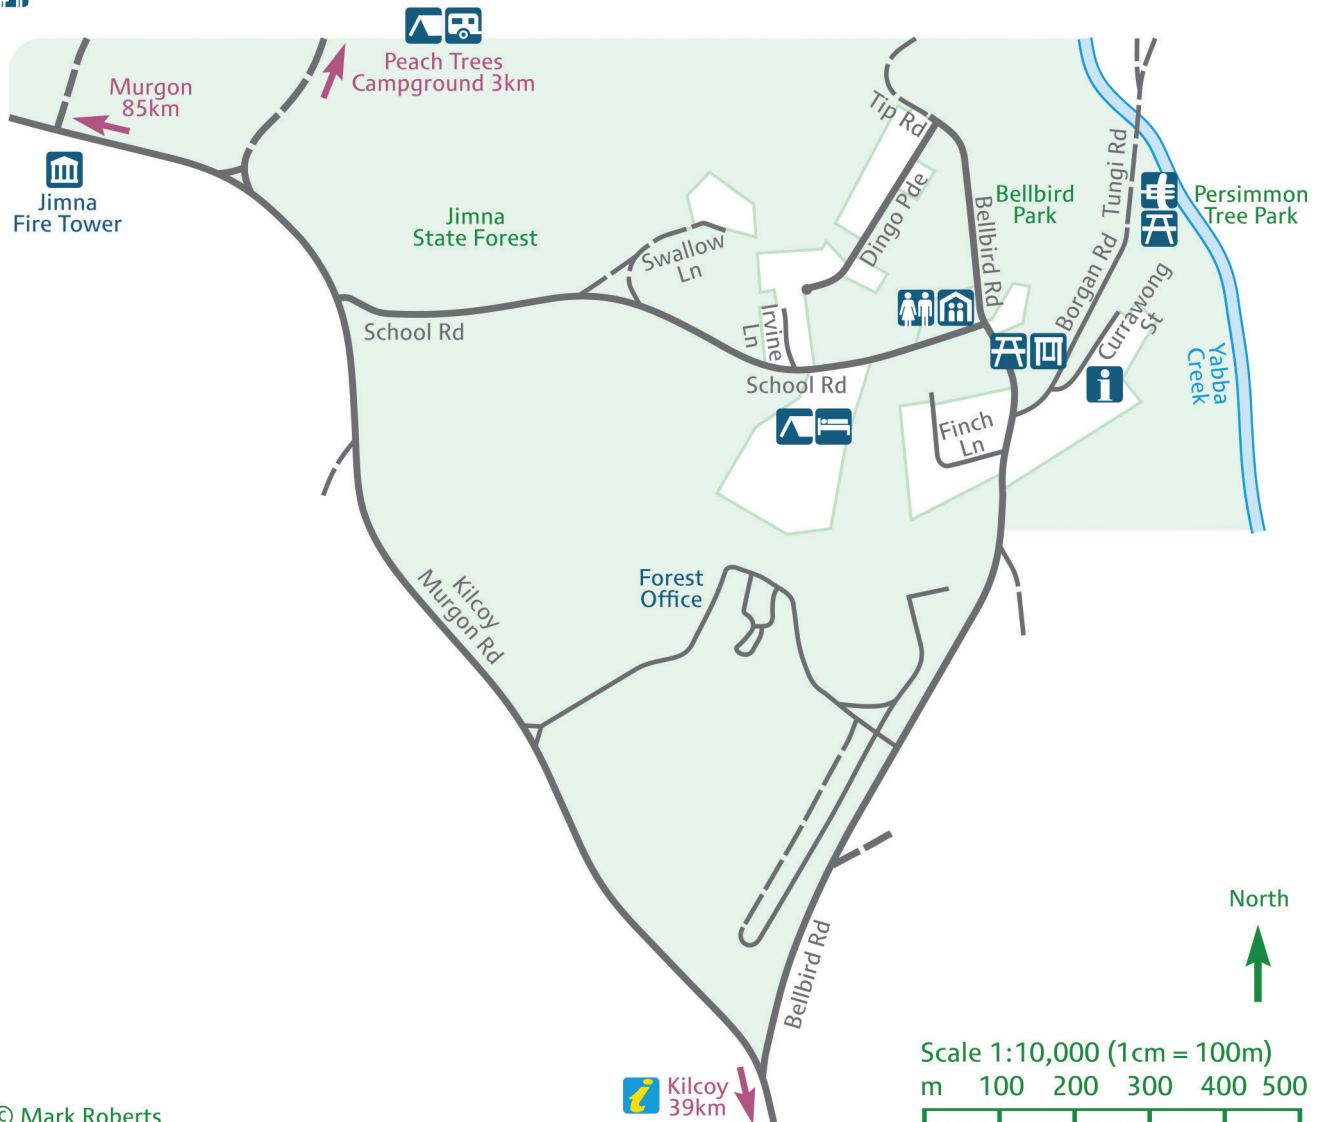 Peach Trees
Campground 3km
Murgon
85km
Jimna
Fire Tower
Jimna
State Forest
Tip Rd
Dingo Pde
Bellbird Rd
Bellbird
Park
Tungi Rd
Borgan Rd
Persimmon
Tree Park
Swallow
Ln
Irvine
Ln
School Rd
School Rd
Currawong
St
Yabba
Creek
Finch
Ln
Kilcoy
Murgon Rd
Forest
Office
Bellbird Rd
North
Scale 1:10,000 (1cm = 100m)
m 100 200 300 400 500
Kilcoy
39km
© Mark Roberts